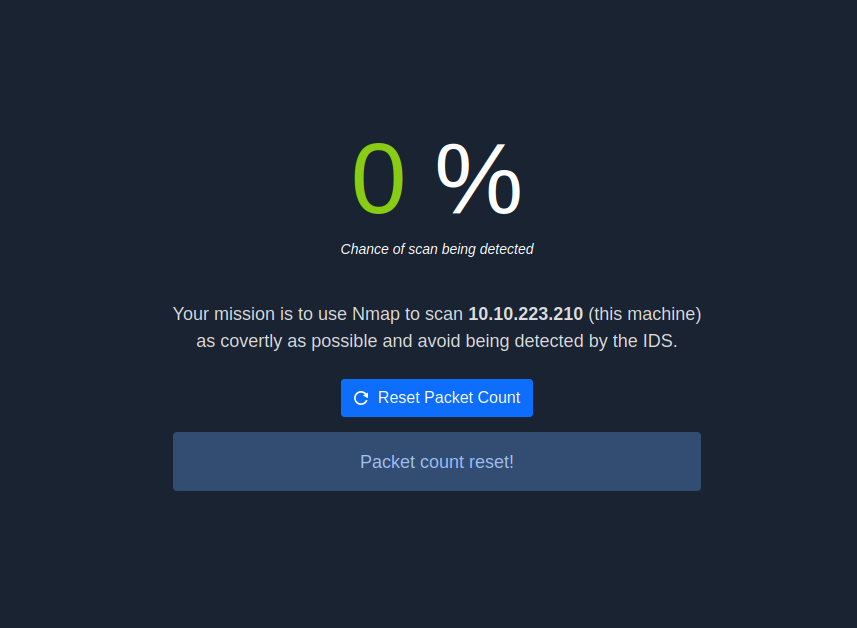 0 %
Chance of scan being detected
Your mission is to use Nmap to scan 10.10.223.210 (this machine)
as covertly as possible and avoid being detected by the IDS.
Reset Packet Count
Packet count reset!